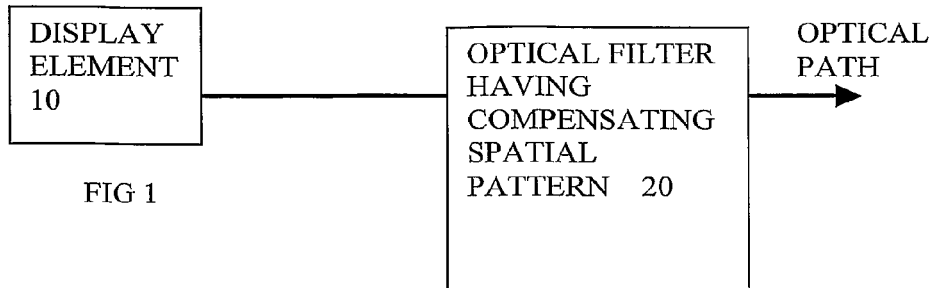 DISPLAY
ELEMENT
10
OPTICAL FILTER
HAVING
COMPENSATING
SPATIAL
PATTERN 20
OPTICAL
PATH
FIG 1